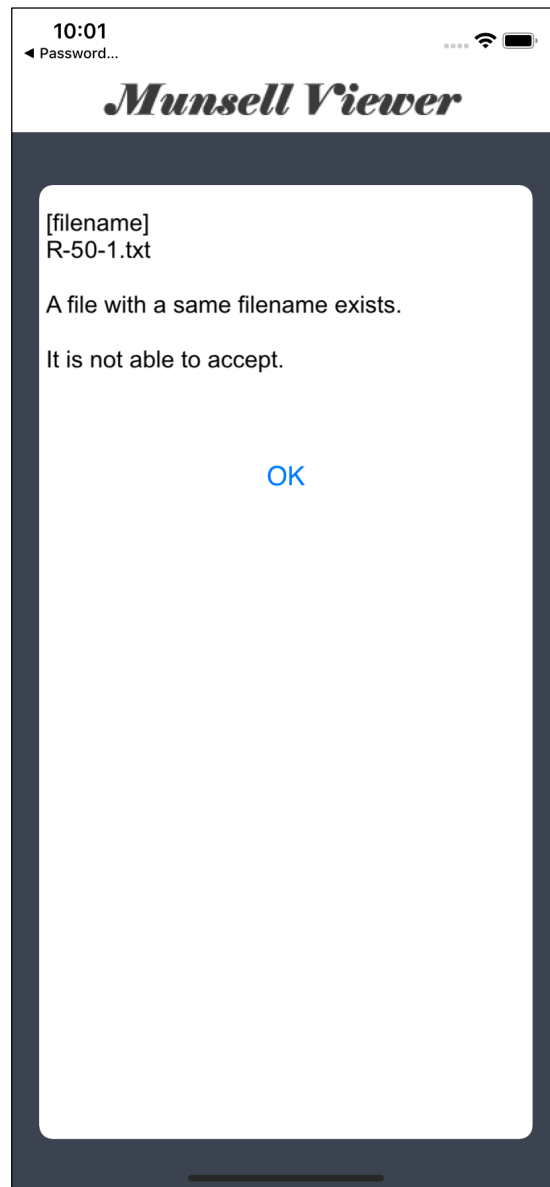 10:01
◀ Password...
Munsell Viewer
[filename]
R-50-1.txt
A file with a same filename exists.
It is not able to accept.
OK